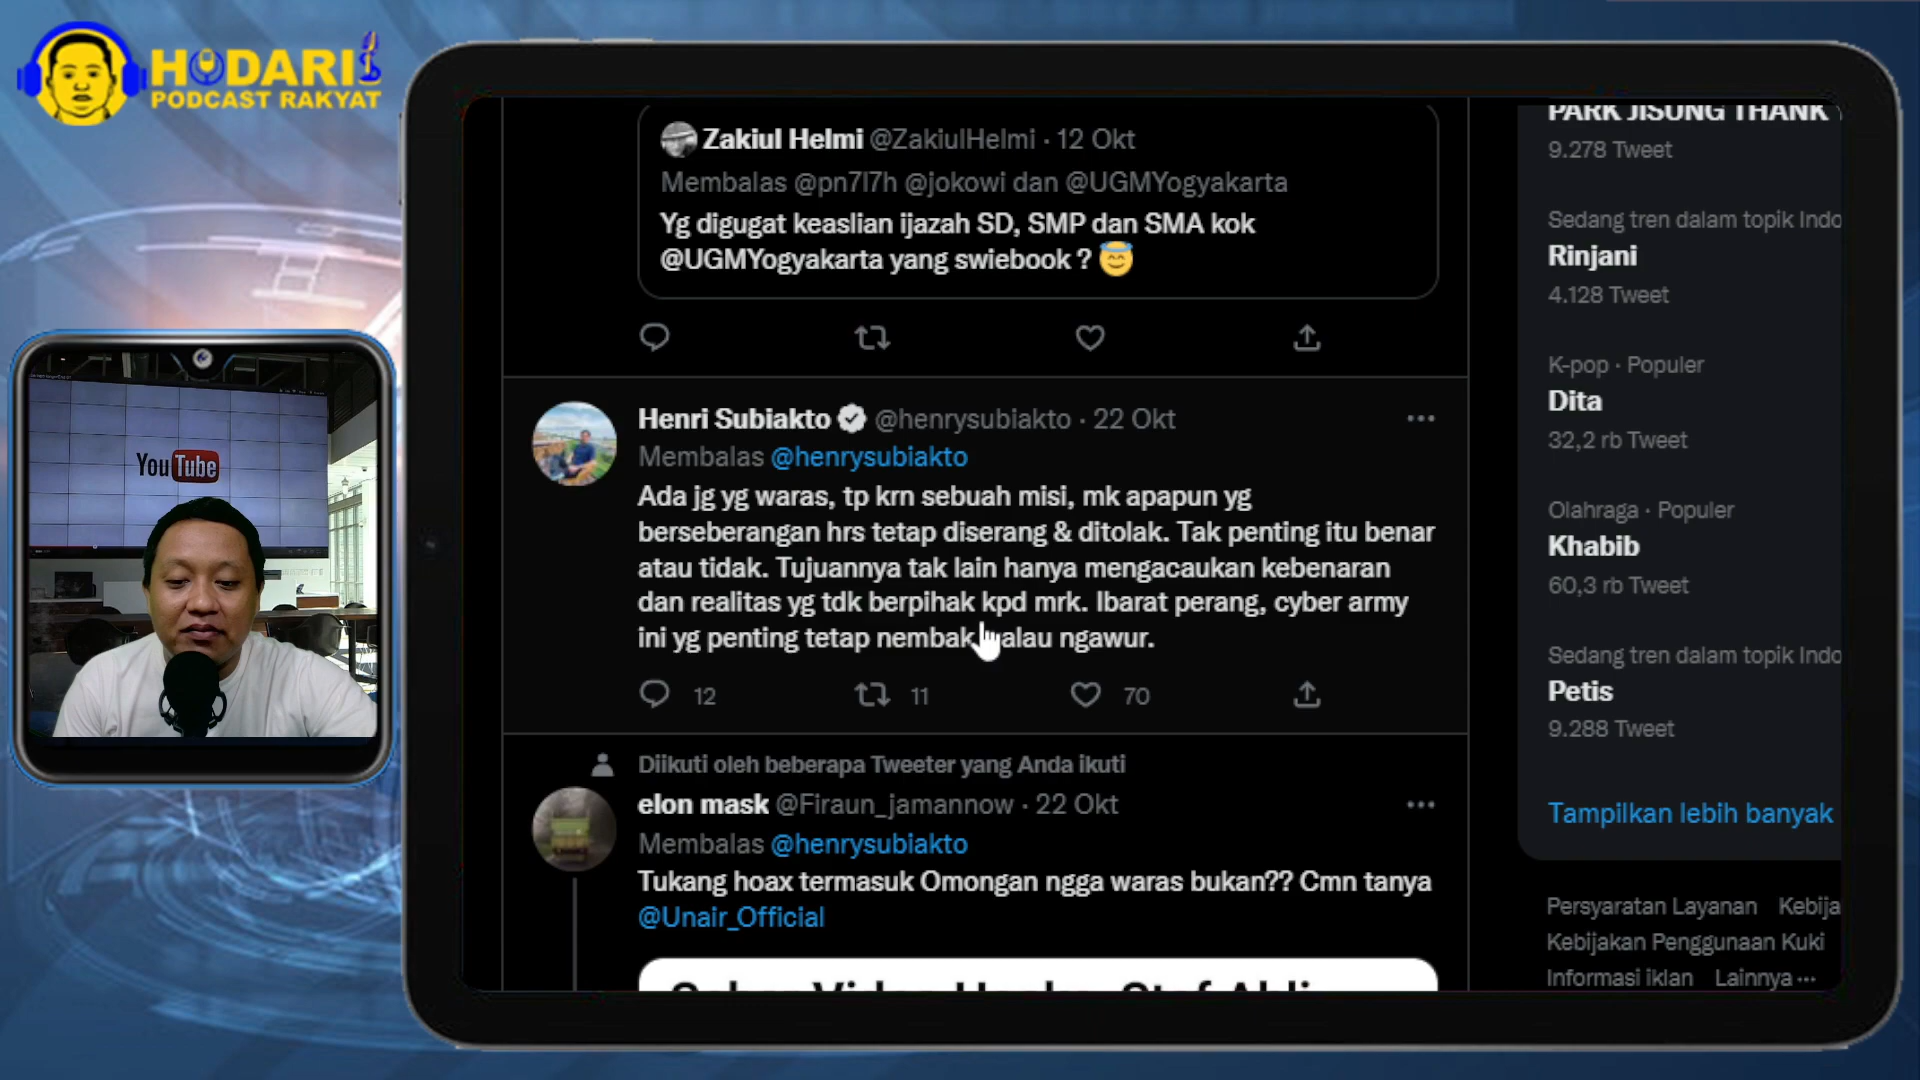 HODARI
PODCAST RAKYAT
YouTube
Zakiul Helmi @ZakiulHelmi · 12 Okt
Membalas @pn7l7h @jokowi dan @UGMYogyakarta
Yg digugat keaslian ijazah SD, SMP dan SMA kok
@UGMYogyakarta yang swiebook ? 😇
Henri Subiakto @henrysubiakto · 22 Okt
Membalas @henrysubiakto
Ada jg yg waras, tp krn sebuah misi, mk apapun yg
berseberangan hrs tetap diserang & ditolak. Tak penting itu benar
atau tidak. Tujuannya tak lain hanya mengacaukan kebenaran
dan realitas yg tdk berpihak kpd mrk. Ibarat perang, cyber army
ini yg penting tetap nembak walau ngawur.
12 11 70
Diikuti oleh beberapa Tweeter yang Anda ikuti
elon mask @Firaun_jamannow · 22 Okt
Membalas @henrysubiakto
Tukang hoax termasuk Omongan ngga waras bukan?? Cmn tanya
@Unair_Official
PARK JISUNG THANK
9.278 Tweet
Sedang tren dalam topik Indo
Rinjani
4.128 Tweet
K-pop · Populer
Dita
32,2 rb Tweet
Olahraga · Populer
Khabib
60,3 rb Tweet
Sedang tren dalam topik Indo
Petis
9.288 Tweet
Tampilkan lebih banyak
Persyaratan Layanan Kebija
Kebijakan Penggunaan Kuki
Informasi iklan Lainnya ···